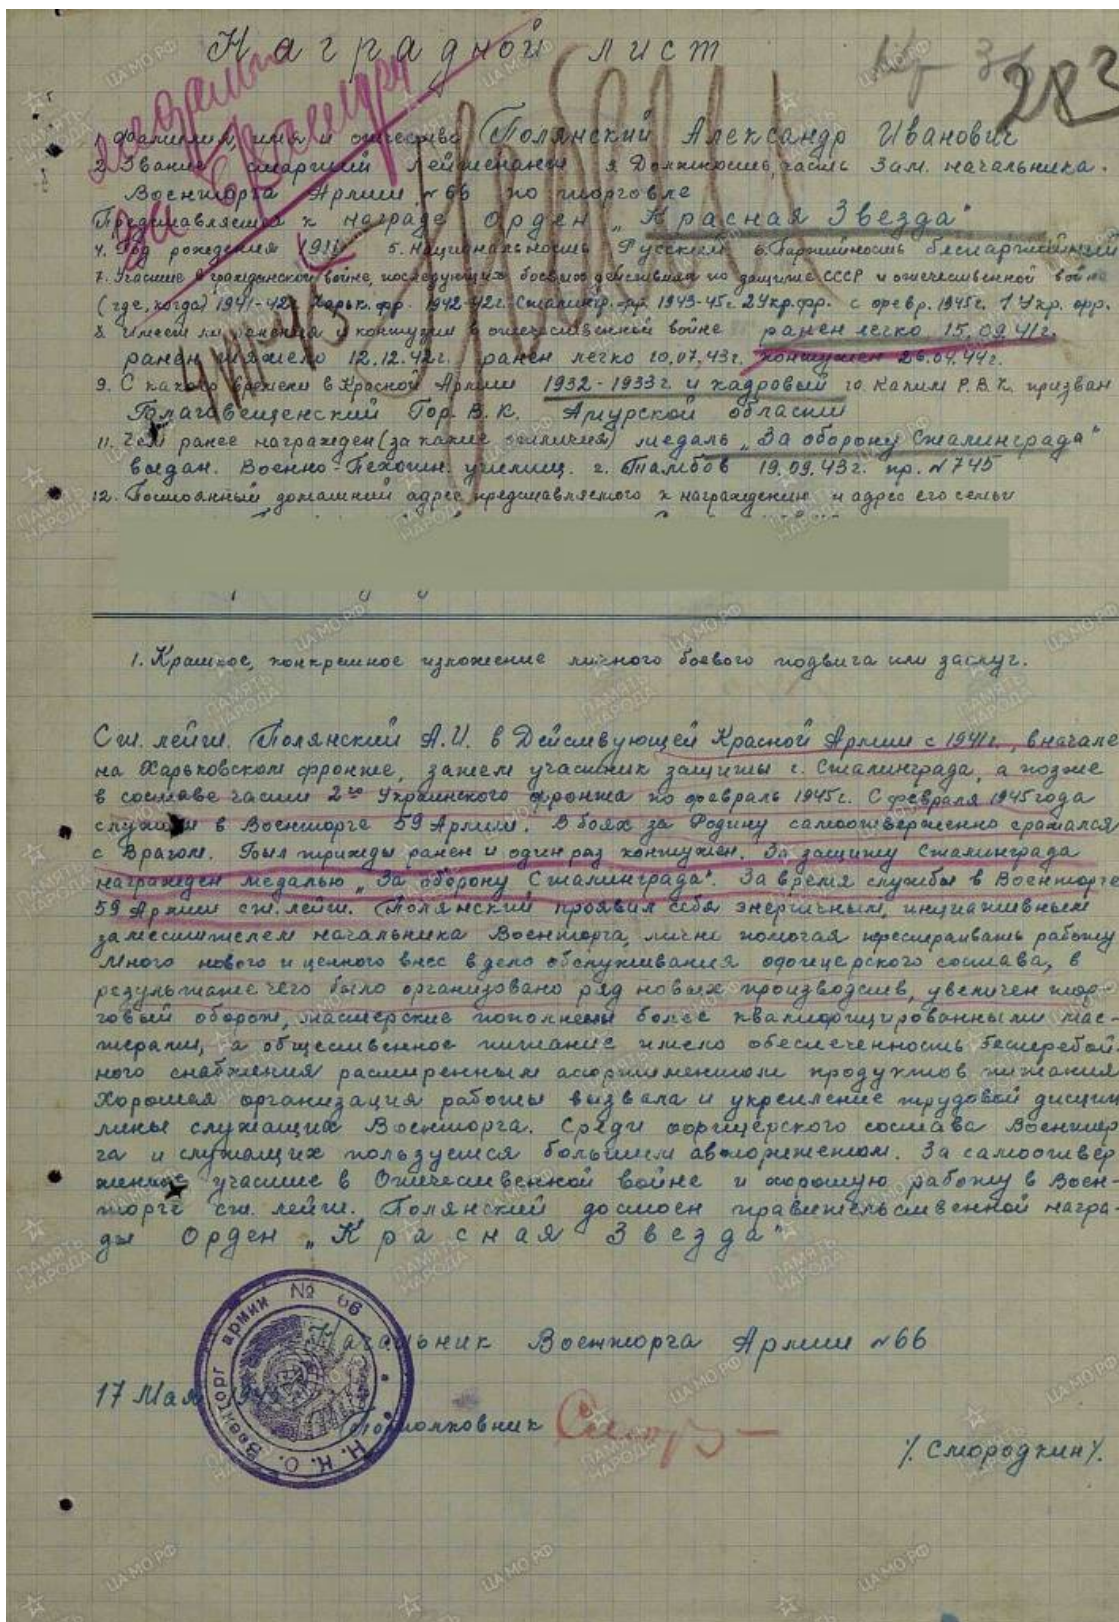 Наградной лист
283
1. Фамилия, имя и отчество Полянский Александр Иванович
2. Звание старший лейтенант 3 Должность, часть Зам. начальника
Военторга Армии №66 по торговле
Представляется к награде орден „Красная Звезда"
4. Год рождения 1911 5. Национальность Русский 6. Партийность беспартийный
7. Участие в гражданской войне, последующих боевых действиях по защите СССР и отечественной войне
(где, когда) 1941-42г Харьк. фр. 1942-42г. Сталингр. фр. 1943-45г. 2 Укр. фр. с февр. 1945г. 1 Укр. фр.
8. Имеет ли ранения и контузии в отечественной войне ранен легко 15.09.41г.
ранен тяжело 12.12.42г. ранен легко 10.07.43г. контужен 26.04.44г.
9. С какого времени в Красной Армии 1932-1933г. и кадровый 10. Каким Р.В.К. призван
Благавещенский Гор. В.К. Амурской области
11. Чем ранее награжден (за какие отличия) медаль „За оборону Сталинграда"
выдан. Военно-Пехотн. училищ. г. Тамбов 19.09.43г. пр. №745
12. Постоянный домашний адрес представляемого к награждению и адрес его семьи
1. Краткое, конкретное изложение личного боевого подвига или заслуг.
Ст. лейт. Полянский А.И. в Действующей Красной Армии с 1941г., вначале
на Харьковском фронте, затем участник защиты г. Сталинграда, а позже
в составе части 2го Украинского фронта по февраль 1945г. С февраля 1945 года
служит в Военторге 59 Армии. В боях за Родину самоотверженно сражался
с Врагом. Был трижды ранен и один раз контужен. За защиту Сталинграда
награжден медалью „За оборону Сталинграда". За время службы в Военторге
59 Армии ст. лейт. Полянский проявил себя энергичным, инициативным
заместителем начальника Военторга, лично помогая перестраивать работу
Много нового и ценного внес в дело обслуживания офицерского состава, в
результате чего было организовано ряд новых производств, увеличен тор-
говый оборот, мастерские пополнены более квалифицированными мас-
терами, а общественное питание имело обеспеченность бесперебой-
ного снабжения расширенным ассортиментом продуктов питания
Хорошая организация работы вызвала и укрепление трудовой дисцип
лины служащих Военторга. Среди офицерского состава Военторга
га и служащих пользуется большим авторитетом. За самоотвер
женное участие в Отечественной войне и хорошую работу в Воен-
торге ст. лейт. Полянский достоен правительственной награ-
ды Орден „Красная Звезда"
Начальник Военторга Армии №66
17 Мая
Подполковник
/. Смородкин /.
Н.К.О. Военторг армии № 66
ЦАМО.РФ
ПАМЯТЬ НАРОДА